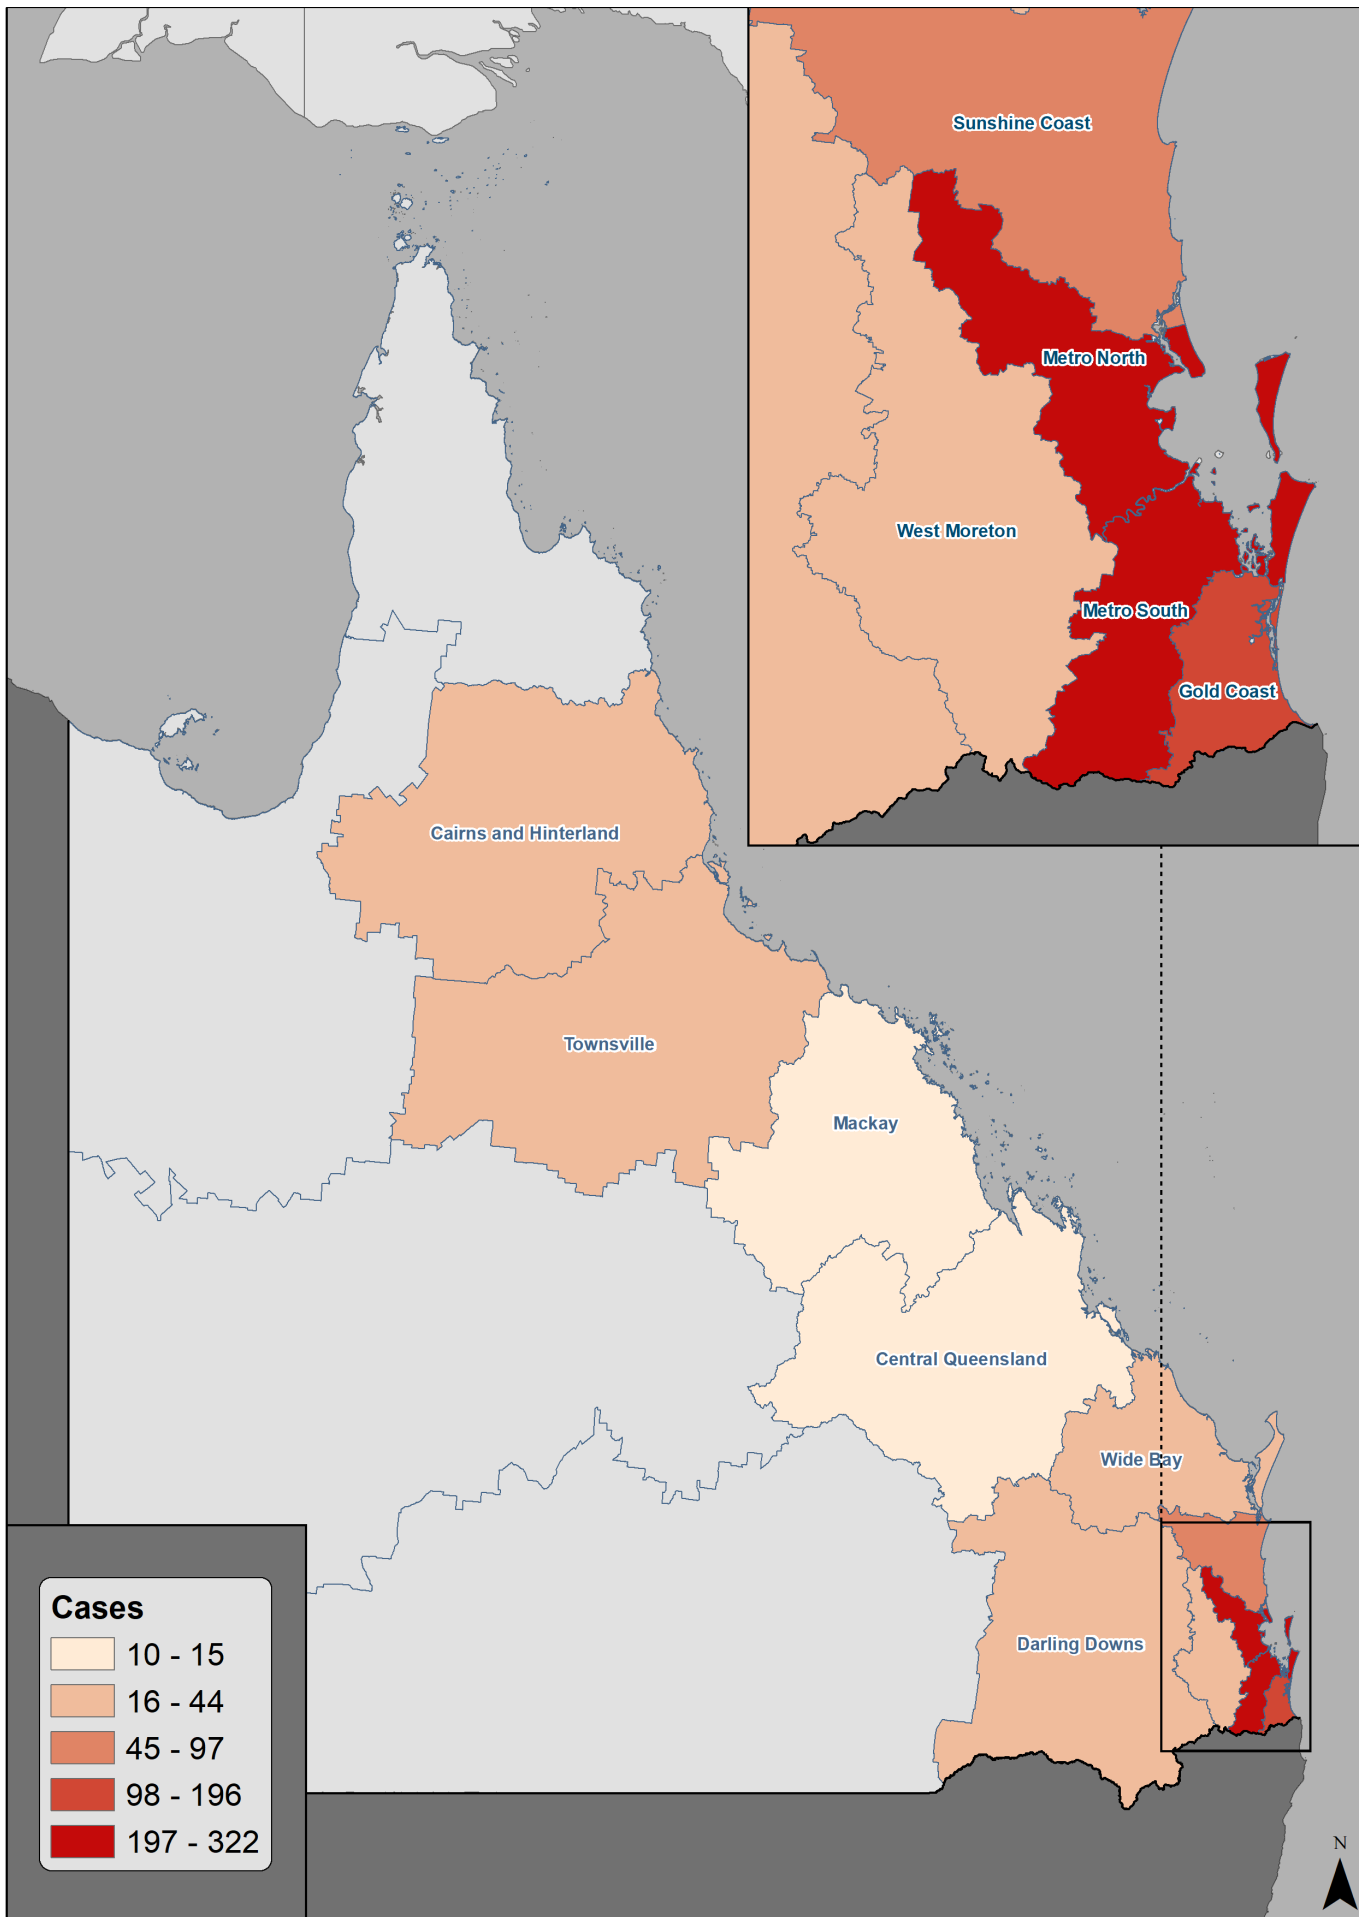 Sunshine Coast
Metro North
West Moreton
Metro South
Gold Coast
Cairns and Hinterland
Townsville
Mackay
Central Queensland
Wide Bay
Darling Downs
Cases
10 - 15
16 - 44
45 - 97
98 - 196
197 - 322
N